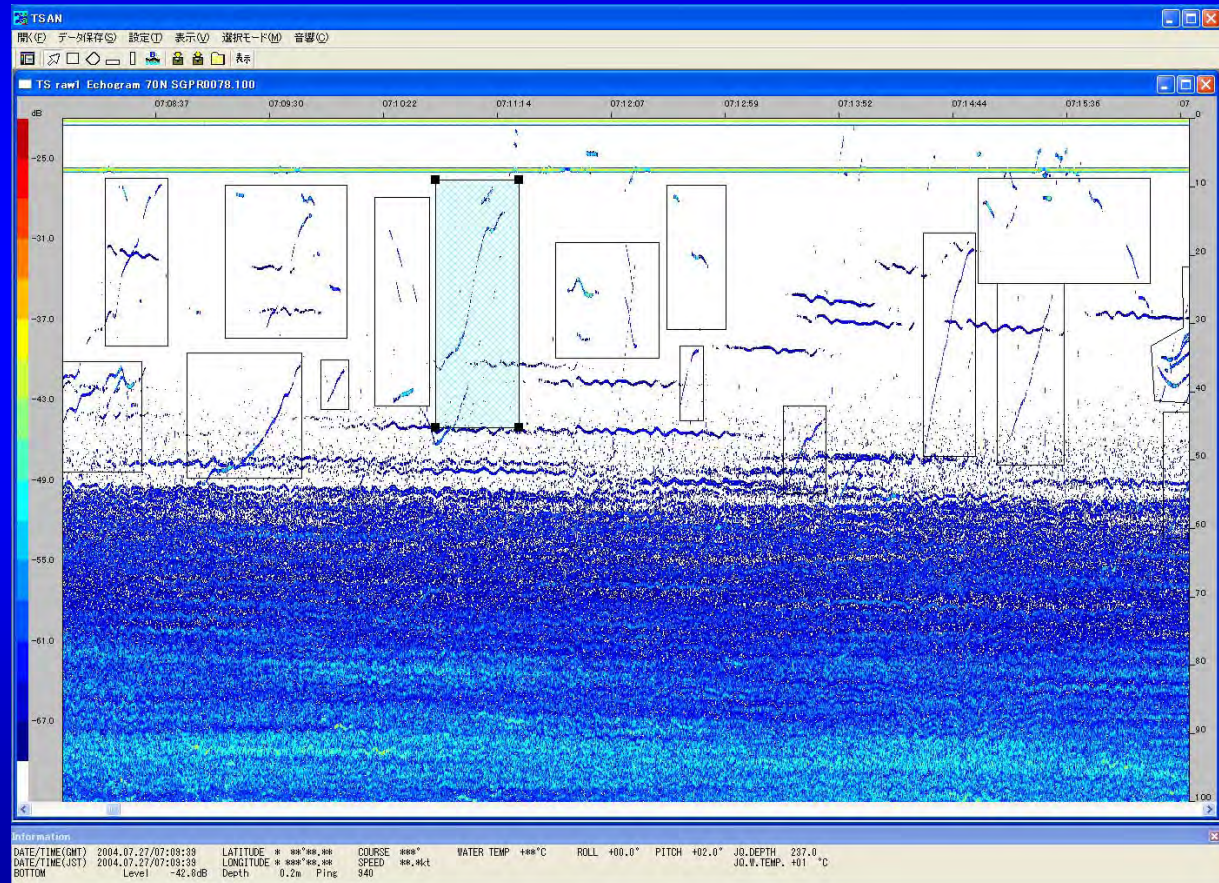 TSAN
開く(F) データ保存(S) 設定(T) 表示(V) 選択モード(M) 音響(O)
表示
TS raw1 Echogram 70N SGPR0078.100
07:08:37 07:09:30 07:10:22 07:11:14 07:12:07 07:12:59 07:13:52 07:14:44 07:15:36 07
dB
0
-25.0
10
-31.0
20
-37.0
30
40
-43.0
50
-49.0
60
-55.0
70
-61.0
80
-67.0
90
100
Information
DATE/TIME(GMT) 2004.07.27/07:09:39 LATITUDE * **°**.** COURSE ***° WATER TEMP +**°C ROLL +00.0° PITCH +02.0° JQ.DEPTH 237.0
DATE/TIME(JST) 2004.07.27/07:09:39 LONGITUDE * ***°**.** SPEED **.*kt JQ.W.TEMP. +01 °C
BOTTOM Level -42.8dB Depth 0.2m Ping 940